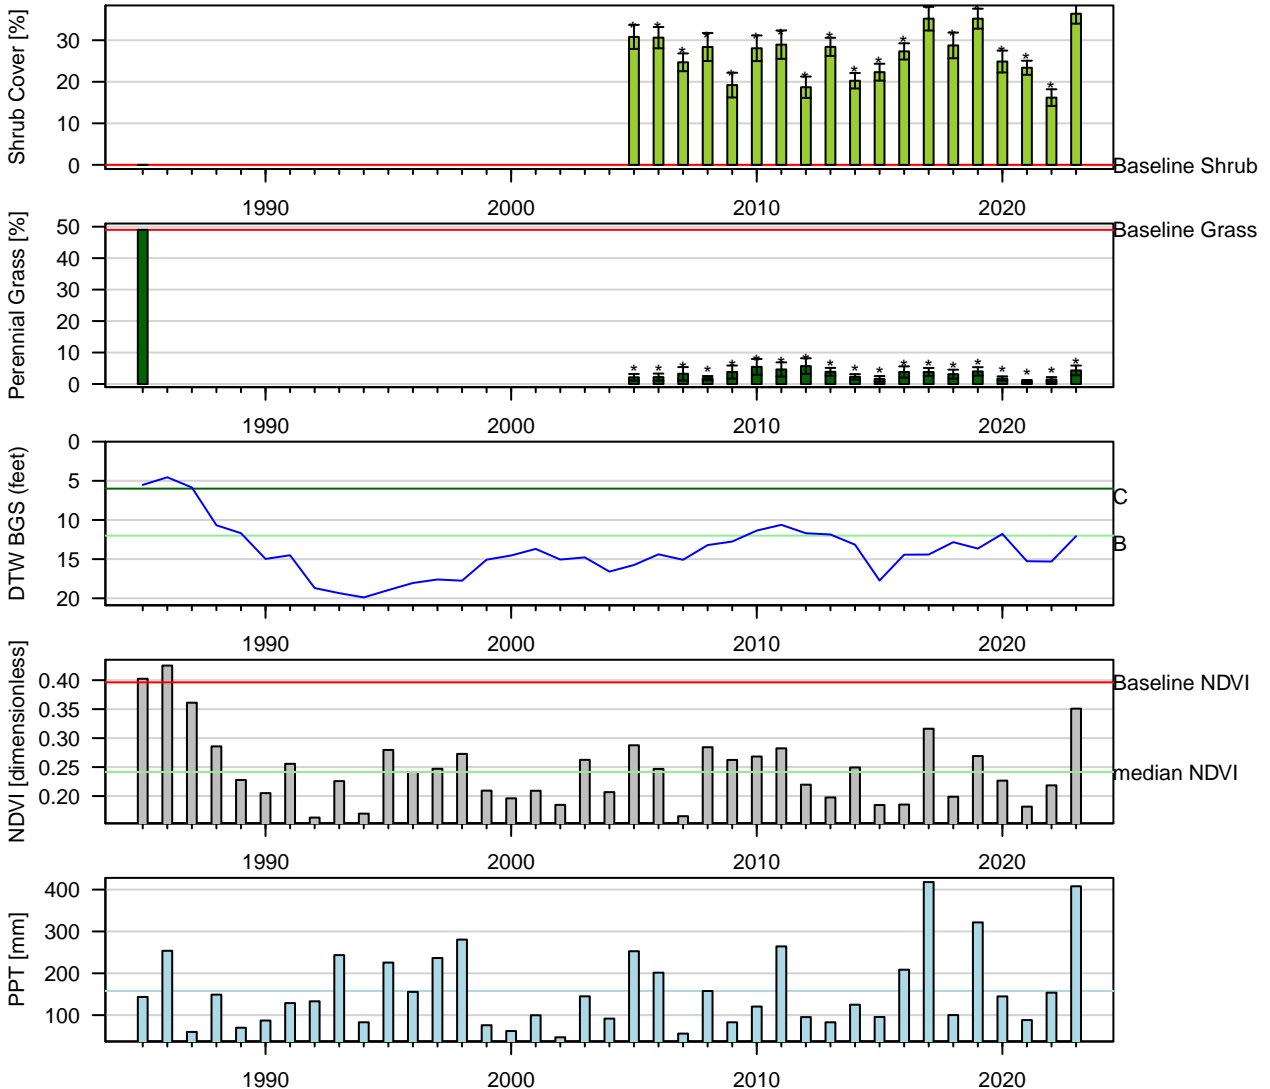 Shrub Cover [%]
30
20
10
0
Baseline Shrub
1990 2000 2010 2020
Perennial Grass [%]
50
40
30
20
10
0
Baseline Grass
1990 2000 2010 2020
DTW BGS (feet)
0
5
10
15
20
C
B
1990 2000 2010 2020
NDVI [dimensionless]
0.40
0.35
0.30
0.25
0.20
Baseline NDVI
median NDVI
1990 2000 2010 2020
PPT [mm]
400
300
200
100
1990 2000 2010 2020